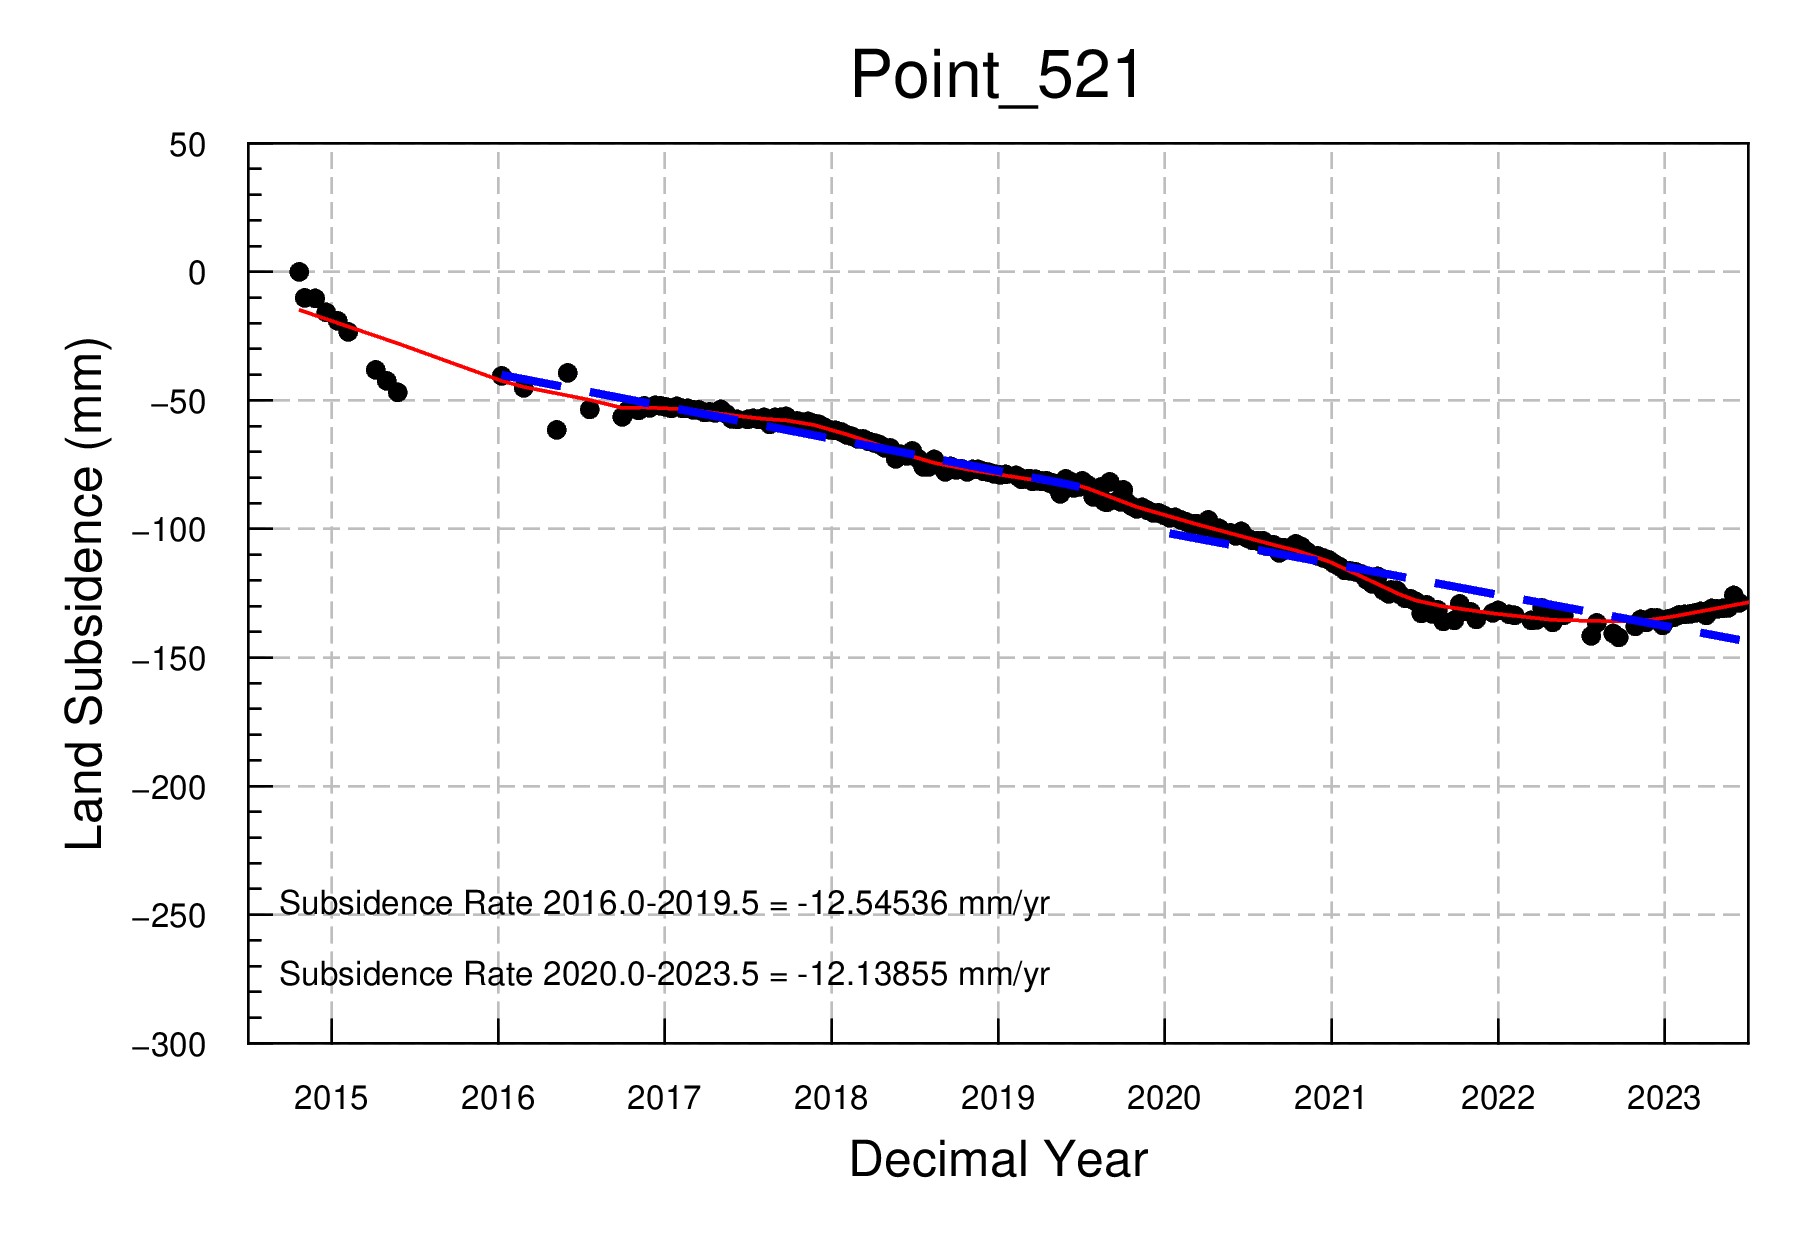 Point_521
50
0
−50
−100
−150
−200
−250
−300
Land Subsidence (mm)
Subsidence Rate 2016.0-2019.5 = -12.54536 mm/yr
Subsidence Rate 2020.0-2023.5 = -12.13855 mm/yr
2015 2016 2017 2018 2019 2020 2021 2022 2023
Decimal Year